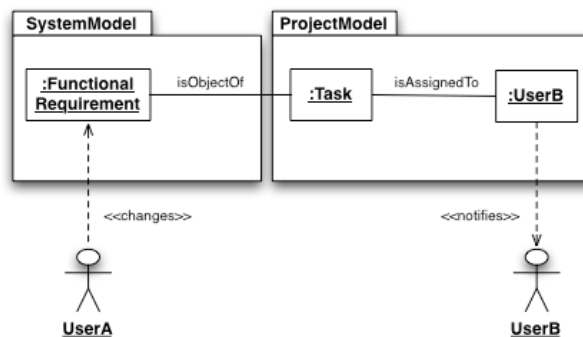 SystemModel
ProjectModel
:Functional
Requirement
isObjectOf
:Task
isAssignedTo
:UserB
<<changes>>
<<notifies>>
UserA
UserB